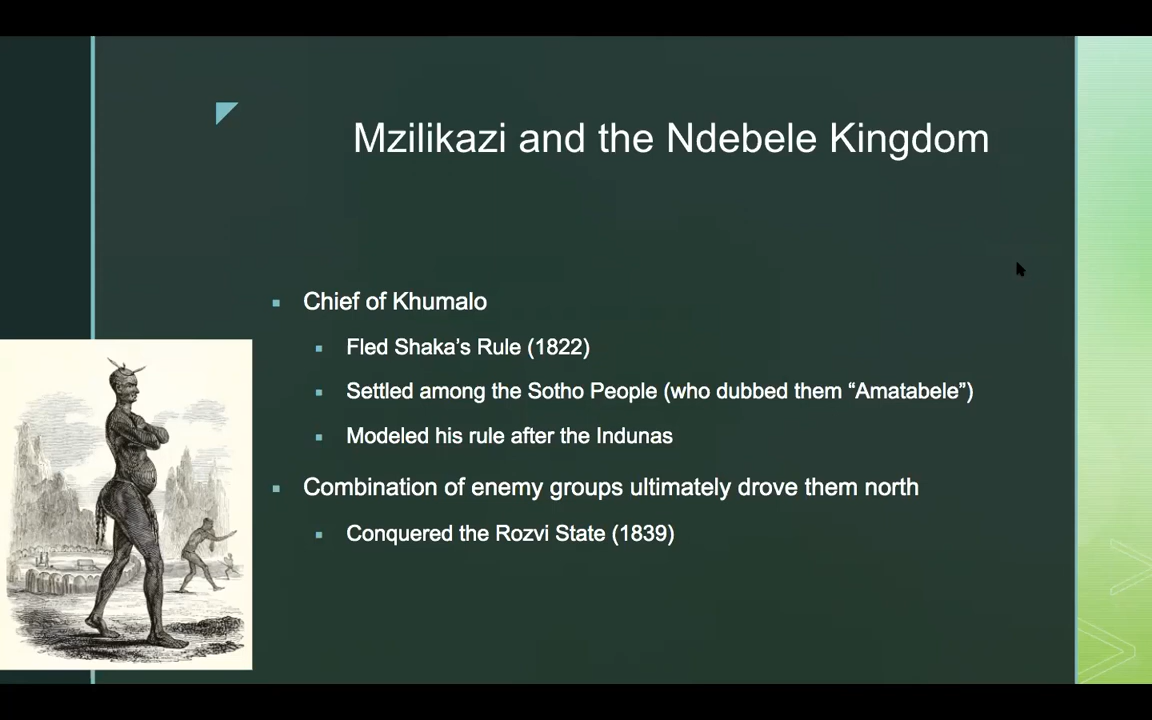 Mzilikazi and the Ndebele Kingdom
Chief of Khumalo
Fled Shaka’s Rule (1822)
Settled among the Sotho People (who dubbed them “Amatabele”)
Modeled his rule after the Indunas
Combination of enemy groups ultimately drove them north
Conquered the Rozvi State (1839)